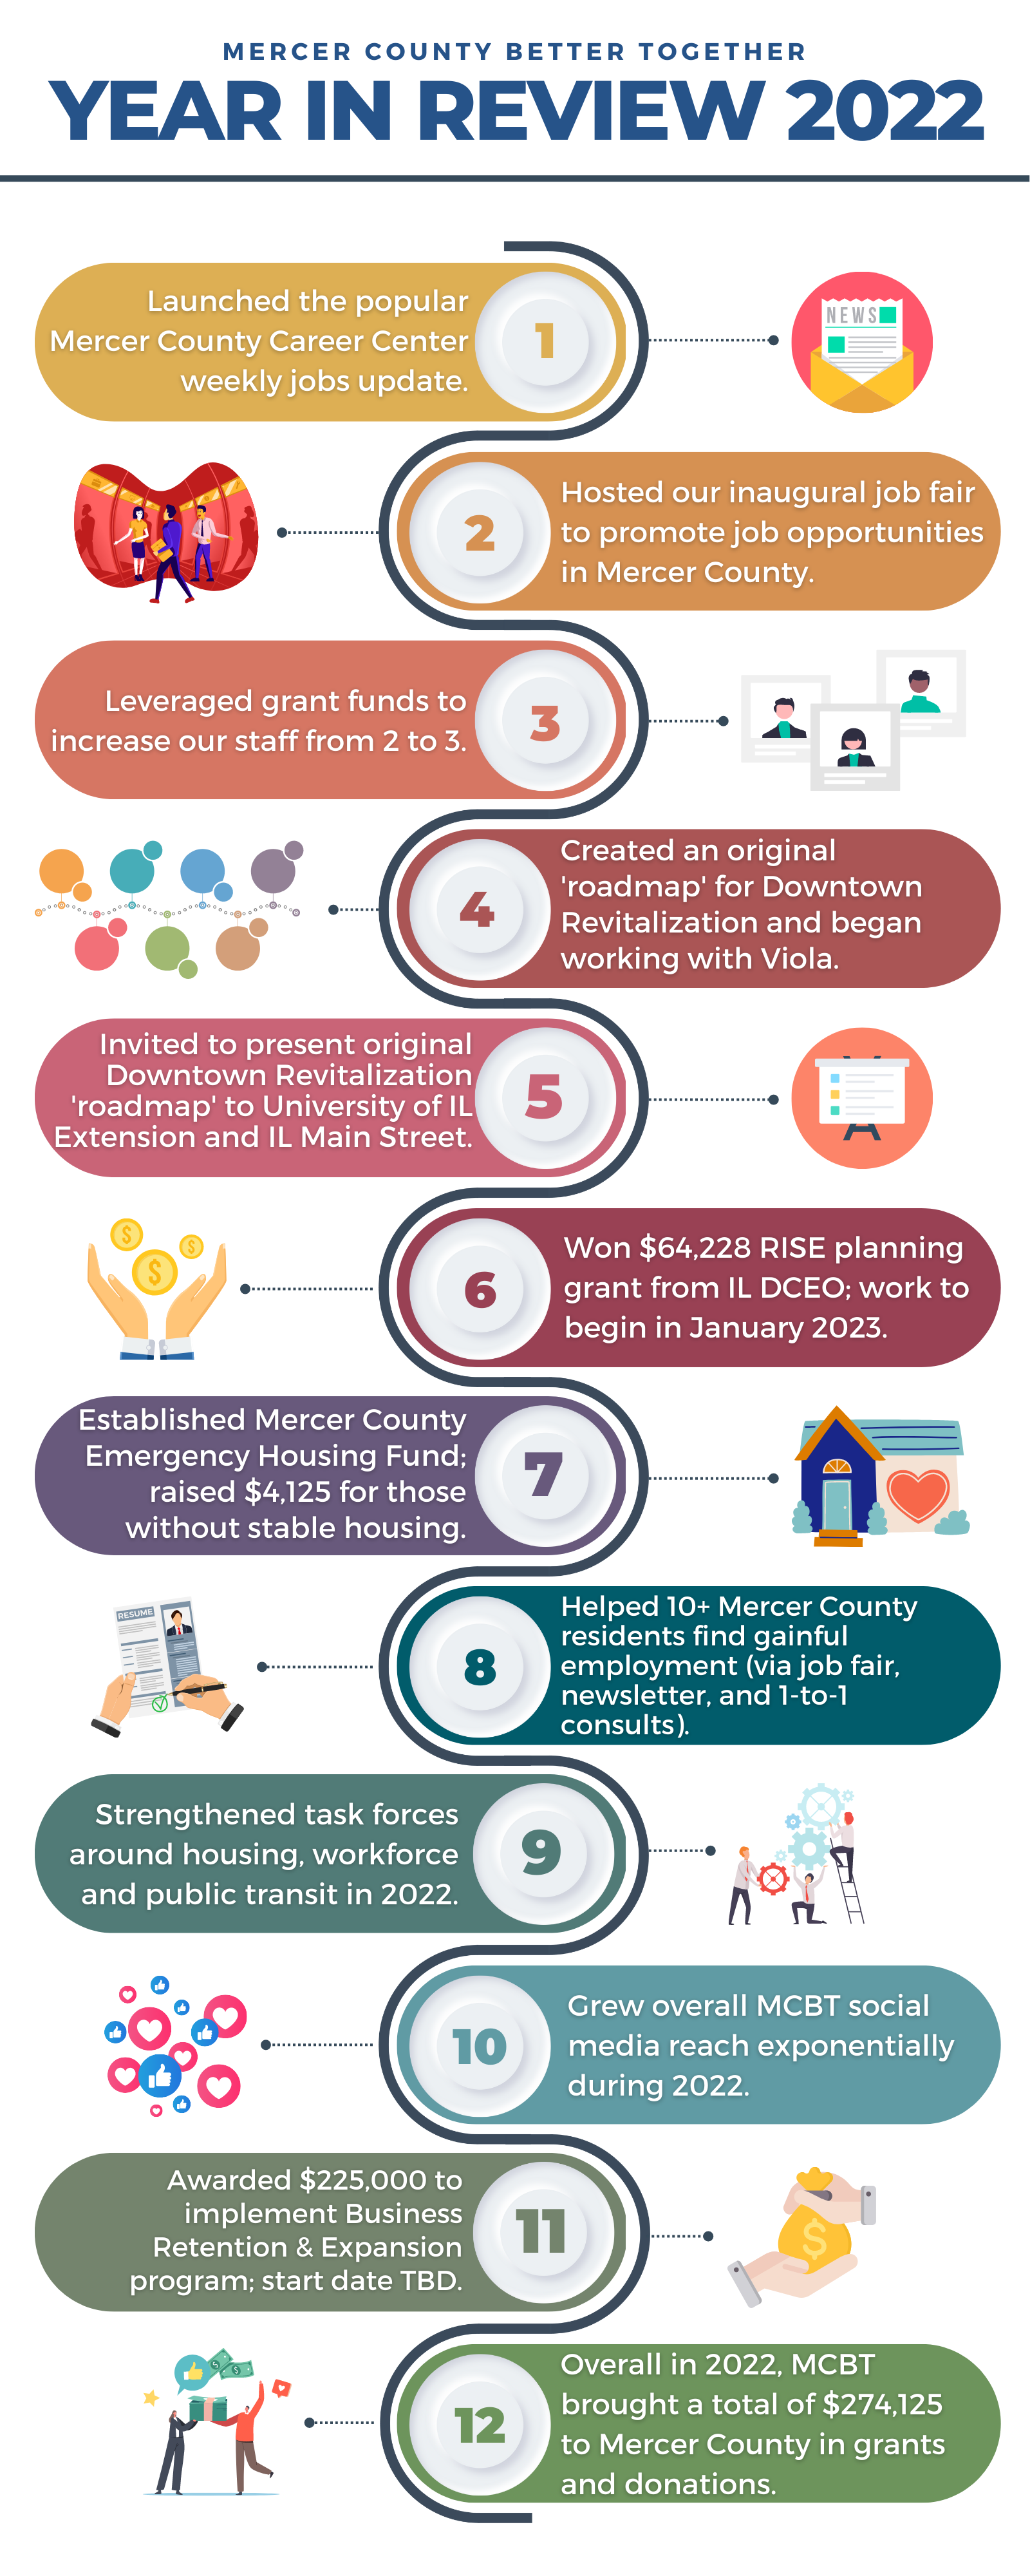 MERCER COUNTY BETTER TOGETHER
YEAR IN REVIEW 2022
Launched the popular
Mercer County Career Center
weekly jobs update.
1
NEWS
2
Hosted our inaugural job fair
to promote job opportunities
in Mercer County.
Leveraged grant funds to
increase our staff from 2 to 3.
3
4
Created an original
'roadmap' for Downtown
Revitalization and began
working with Viola.
Invited to present original
Downtown Revitalization
'roadmap' to University of IL
Extension and IL Main Street.
5
6
Won $64,228 RISE planning
grant from IL DCEO; work to
begin in January 2023.
Established Mercer County
Emergency Housing Fund;
raised $4,125 for those
without stable housing.
7
RESUME
8
Helped 10+ Mercer County
residents find gainful
employment (via job fair,
newsletter, and 1-to-1
consults).
Strengthened task forces
around housing, workforce
and public transit in 2022.
9
10
Grew overall MCBT social
media reach exponentially
during 2022.
Awarded $225,000 to
implement Business
Retention & Expansion
program; start date TBD.
11
12
Overall in 2022, MCBT
brought a total of $274,125
to Mercer County in grants
and donations.